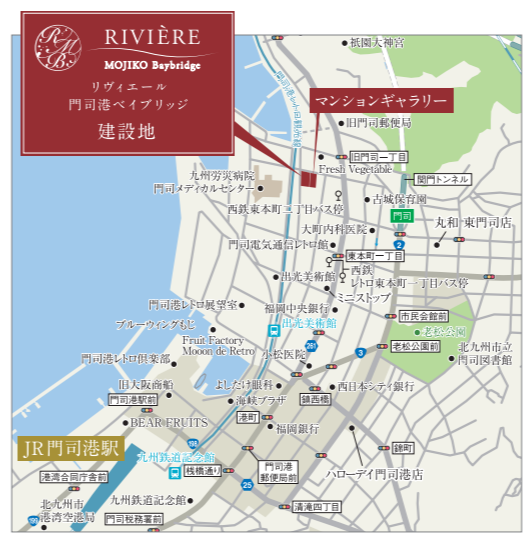 RMB
RIVIÈRE
MOJIKO Baybridge
リヴィエール
門司港ベイブリッジ
建設地
マンションギャラリー
祇園大神宮
旧門司郵便局
Fresh Vegetable
旧門司一丁目
関門トンネル
九州労災病院
門司メディカルセンター
西鉄東本町二丁目バス停
古城保育園
門司
丸和 東門司店
大町内科医院
2
門司電気通信レトロ館
東本町一丁目
西鉄
レトロ東本町一丁目バス停
出光美術館
ミニストップ
門司港レトロ展望室
福岡中央銀行
市民会館前
ブルーウィングもじ
出光美術館
老松公園
Fruit Factory
Mooon de Retro
261
3
老松公園前
北九州市立
門司図書館
小松医院
門司港レトロ倶楽部
旧大阪商船
よしたけ眼科
西日本シティ銀行
門司港駅前
海峡プラザ
鎮西橋
港町
BEAR FRUITS
198
福岡銀行
JR門司港駅
九州鉄道記念館
錦町
桟橋通り
門司港
郵便局前
ハローデイ門司港店
港湾合同庁舎前
25
北九州市
港湾空港局
九州鉄道記念館
清滝四丁目
199
門司税務署前